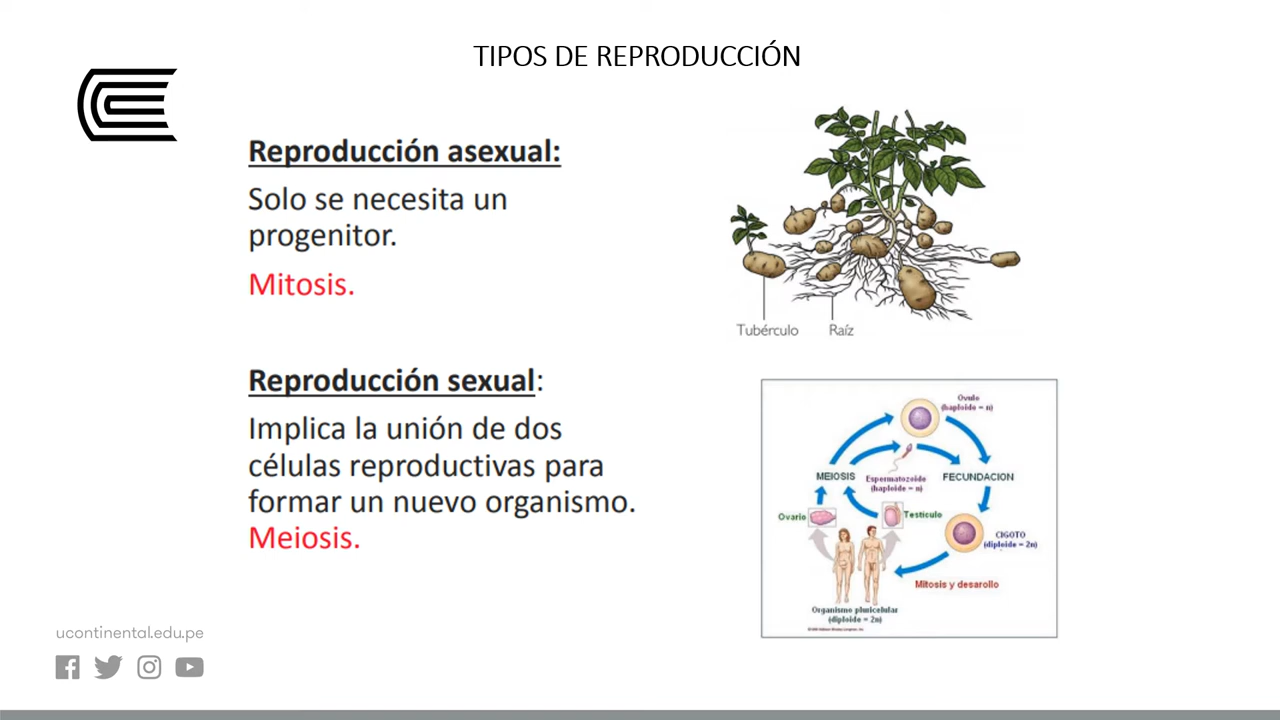 TIPOS DE REPRODUCCIÓN
Reproducción asexual:
Solo se necesita un
progenitor.
Mitosis.
Tubérculo
Raíz
Reproducción sexual:
Implica la unión de dos
células reproductivas para
formar un nuevo organismo.
Meiosis.
Ovulo
(haploide = n)
MEIOSIS
Espermatozoide
(haploide = n)
FECUNDACION
Ovario
Testículo
CIGOTO
(diploide = 2n)
Mitosis y desarollo
Organismo pluricelular
(diploide = 2n)
ucontinental.edu.pe